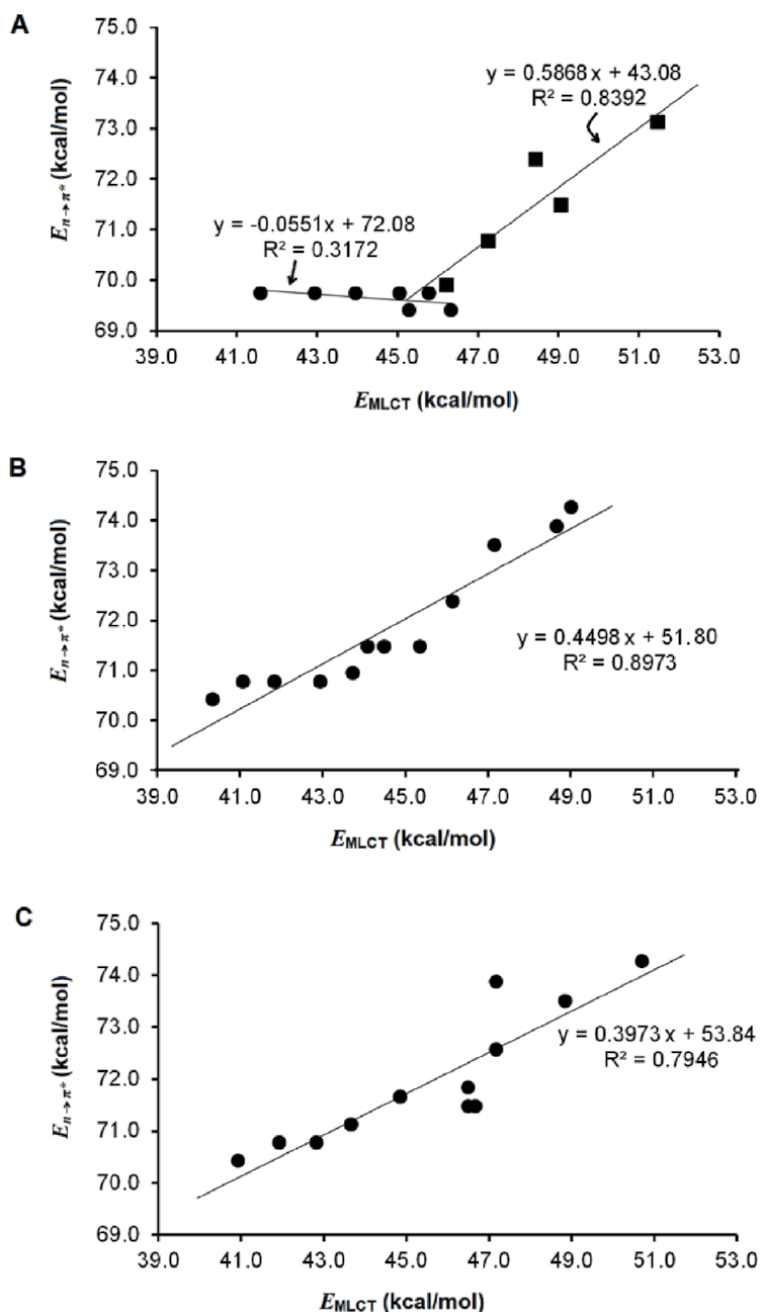 A
75.0
74.0
73.0
72.0
71.0
70.0
69.0
E n→π* (kcal/mol)
y = 0.5868x + 43.08
R² = 0.8392
y = -0.0551x + 72.08
R² = 0.3172
39.0 41.0 43.0 45.0 47.0 49.0 51.0 53.0
E MLCT (kcal/mol)
B
75.0
74.0
73.0
72.0
71.0
70.0
69.0
E n→π* (kcal/mol)
y = 0.4498x + 51.80
R² = 0.8973
39.0 41.0 43.0 45.0 47.0 49.0 51.0 53.0
E MLCT (kcal/mol)
C
75.0
74.0
73.0
72.0
71.0
70.0
69.0
E n→π* (kcal/mol)
y = 0.3973x + 53.84
R² = 0.7946
39.0 41.0 43.0 45.0 47.0 49.0 51.0 53.0
E MLCT (kcal/mol)